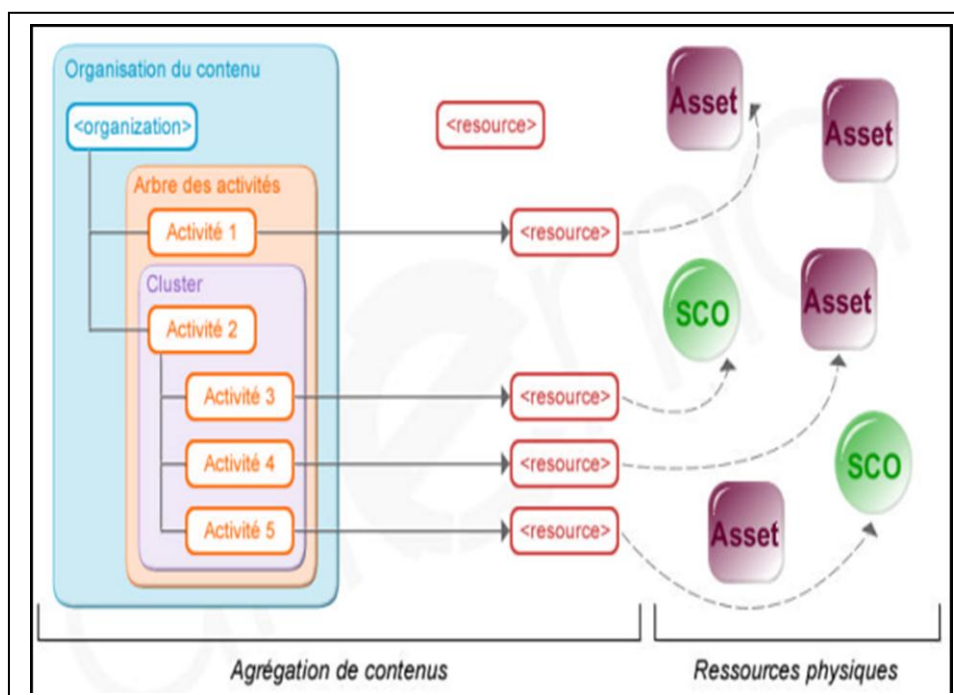 Organisation du contenu
<organization>
Arbre des activités
Activité 1
Cluster
Activité 2
Activité 3
Activité 4
Activité 5
<resource>
<resource>
<resource>
<resource>
<resource>
Asset
Asset
SCO
Asset
SCO
Asset
Agrégation de contenus
Ressources physiques